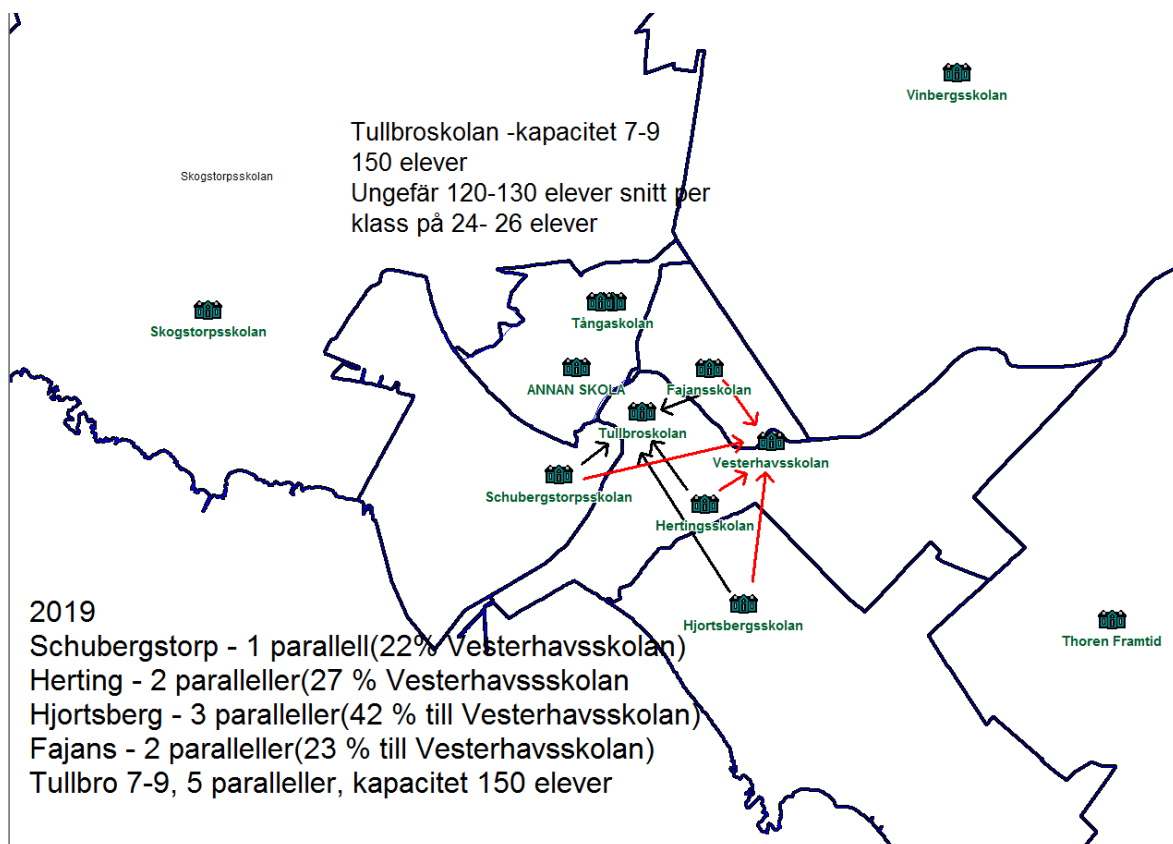 Vinbergsskolan
Tullbroskolan -kapacitet 7-9
150 elever
Ungefär 120-130 elever snitt per
klass på 24- 26 elever
Skogstorpsskolan
Skogstorpsskolan
Tångaskolan
ANNAN SKOLA
Fajansskolan
Tullbroskolan
Vesterhavsskolan
Schubergstorpsskolan
Hertingsskolan
Hjortsbergsskolan
Thoren Framtid
2019
Schubergstorp - 1 parallell(22% Vesterhavsskolan)
Herting - 2 paralleller(27 % Vesterhavssskolan
Hjortsberg - 3 paralleller(42 % till Vesterhavsskolan)
Fajans - 2 paralleller(23 % till Vesterhavsskolan)
Tullbro 7-9, 5 paralleller, kapacitet 150 elever